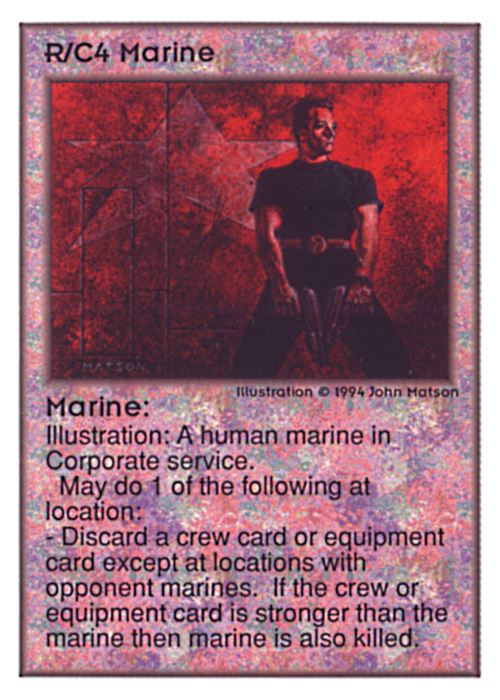 R/C4 Marine
MATSON
Illustration © 1994 John Matson
Marine:
Illustration: A human marine in
Corporate service.
May do 1 of the following at
location:
- Discard a crew card or equipment
card except at locations with
opponent marines. If the crew or
equipment card is stronger than the
marine then marine is also killed.